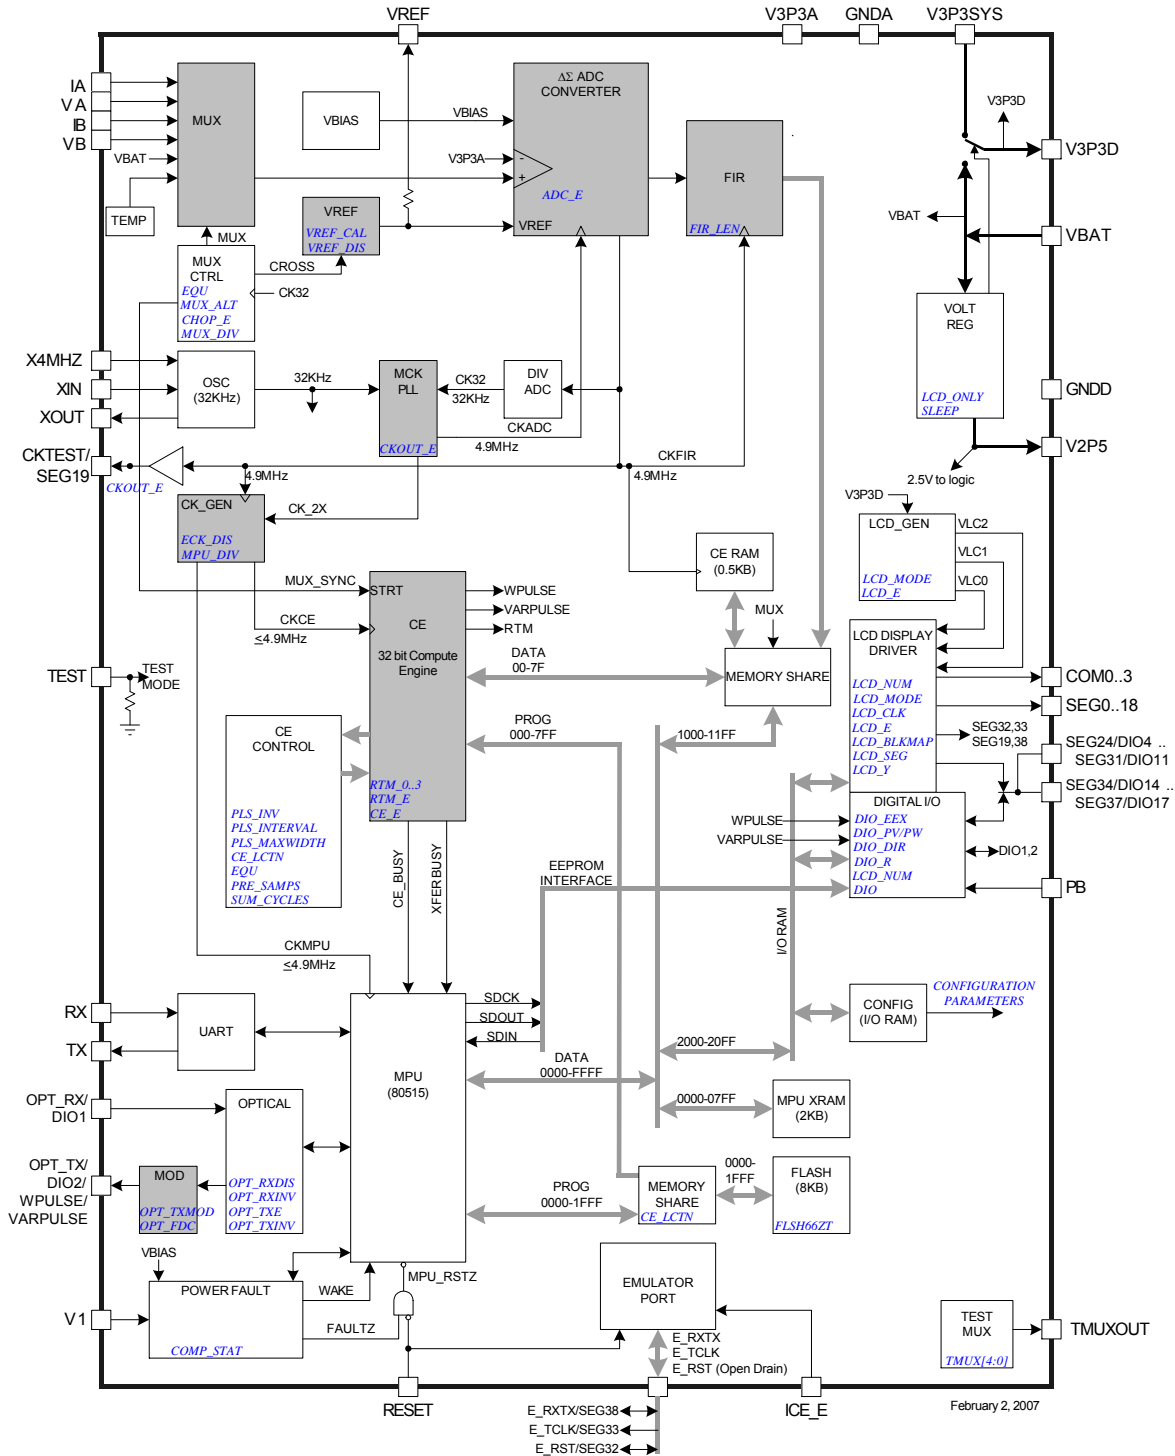 VREF
V3P3A
GNDA
V3P3SYS
IA
VA
IB
VB
VBAT
TEMP
MUX
VBIAS
VBIAS
ΔΣ ADC
CONVERTER
V3P3A
-
+
ADC_E
VREF
FIR
FIR_LEN
V3P3D
V3P3D
VBAT
VBAT
VREF
VREF_CAL
VREF_DIS
MUX
MUX
CTRL
EQU
MUX_ALT
CHOP_E
MUX_DIV
CROSS
CK32
VOLT
REG
LCD_ONLY
SLEEP
GNDD
V2P5
2.5V to logic
X4MHZ
XIN
XOUT
OSC
(32KHz)
32KHz
MCK
PLL
CKOUT_E
CK32
32KHz
DIV
ADC
CKADC
4.9MHz
CKFIR
4.9MHz
CKTEST/
SEG19
CKOUT_E
4.9MHz
CK_GEN
ECK_DIS
MPU_DIV
CK_2X
V3P3D
LCD_GEN
LCD_MODE
LCD_E
VLC2
VLC1
VLC0
CE RAM
(0.5KB)
MUX
MEMORY SHARE
MUX_SYNC
STRT
CKCE
≤4.9MHz
CE
32 bit Compute
Engine
RTM_0..3
RTM_E
CE_E
WPULSE
VARPULSE
RTM
DATA
00-7F
PROG
000-7FF
1000-11FF
LCD DISPLAY
DRIVER
LCD_NUM
LCD_MODE
LCD_CLK
LCD_E
LCD_BLKMAP
LCD_SEG
LCD_Y
COM0..3
SEG0..18
SEG32,33
SEG19,38
SEG24/DIO4 ..
SEG31/DIO11
SEG34/DIO14 ..
SEG37/DIO17
TEST
TEST
MODE
CE
CONTROL
PLS_INV
PLS_INTERVAL
PLS_MAXWIDTH
CE_LCTN
EQU
PRE_SAMPS
SUM_CYCLES
DIGITAL I/O
DIO_EEX
DIO_PV/PW
DIO_DIR
DIO_R
LCD_NUM
DIO
WPULSE
VARPULSE
DIO1,2
PB
CE_BUSY
XFER BUSY
EEPROM
INTERFACE
I/O RAM
CKMPU
≤4.9MHz
RX
TX
UART
MPU
(80515)
SDCK
SDOUT
SDIN
DATA
0000-FFFF
2000-20FF
0000-07FF
CONFIG
(I/O RAM)
CONFIGURATION
PARAMETERS
MPU XRAM
(2KB)
OPT_RX/
DIO1
OPTICAL
OPT_RXDIS
OPT_RXINV
OPT_TXE
OPT_TXINV
OPT_TX/
DIO2/
WPULSE/
VARPULSE
MOD
OPT_TXMOD
OPT_FDC
PROG
0000-1FFF
MEMORY
SHARE
CE_LCTN
0000-
1FFF
FLASH
(8KB)
FLSH66ZT
VBIAS
POWER FAULT
COMP_STAT
V1
WAKE
FAULTZ
MPU_RSTZ
EMULATOR
PORT
E_RXTX
E_TCLK
E_RST (Open Drain)
TEST
MUX
TMUX[4:0]
TMUXOUT
RESET
ICE_E
E_RXTX/SEG38
E_TCLK/SEG33
E_RST/SEG32
February 2, 2007